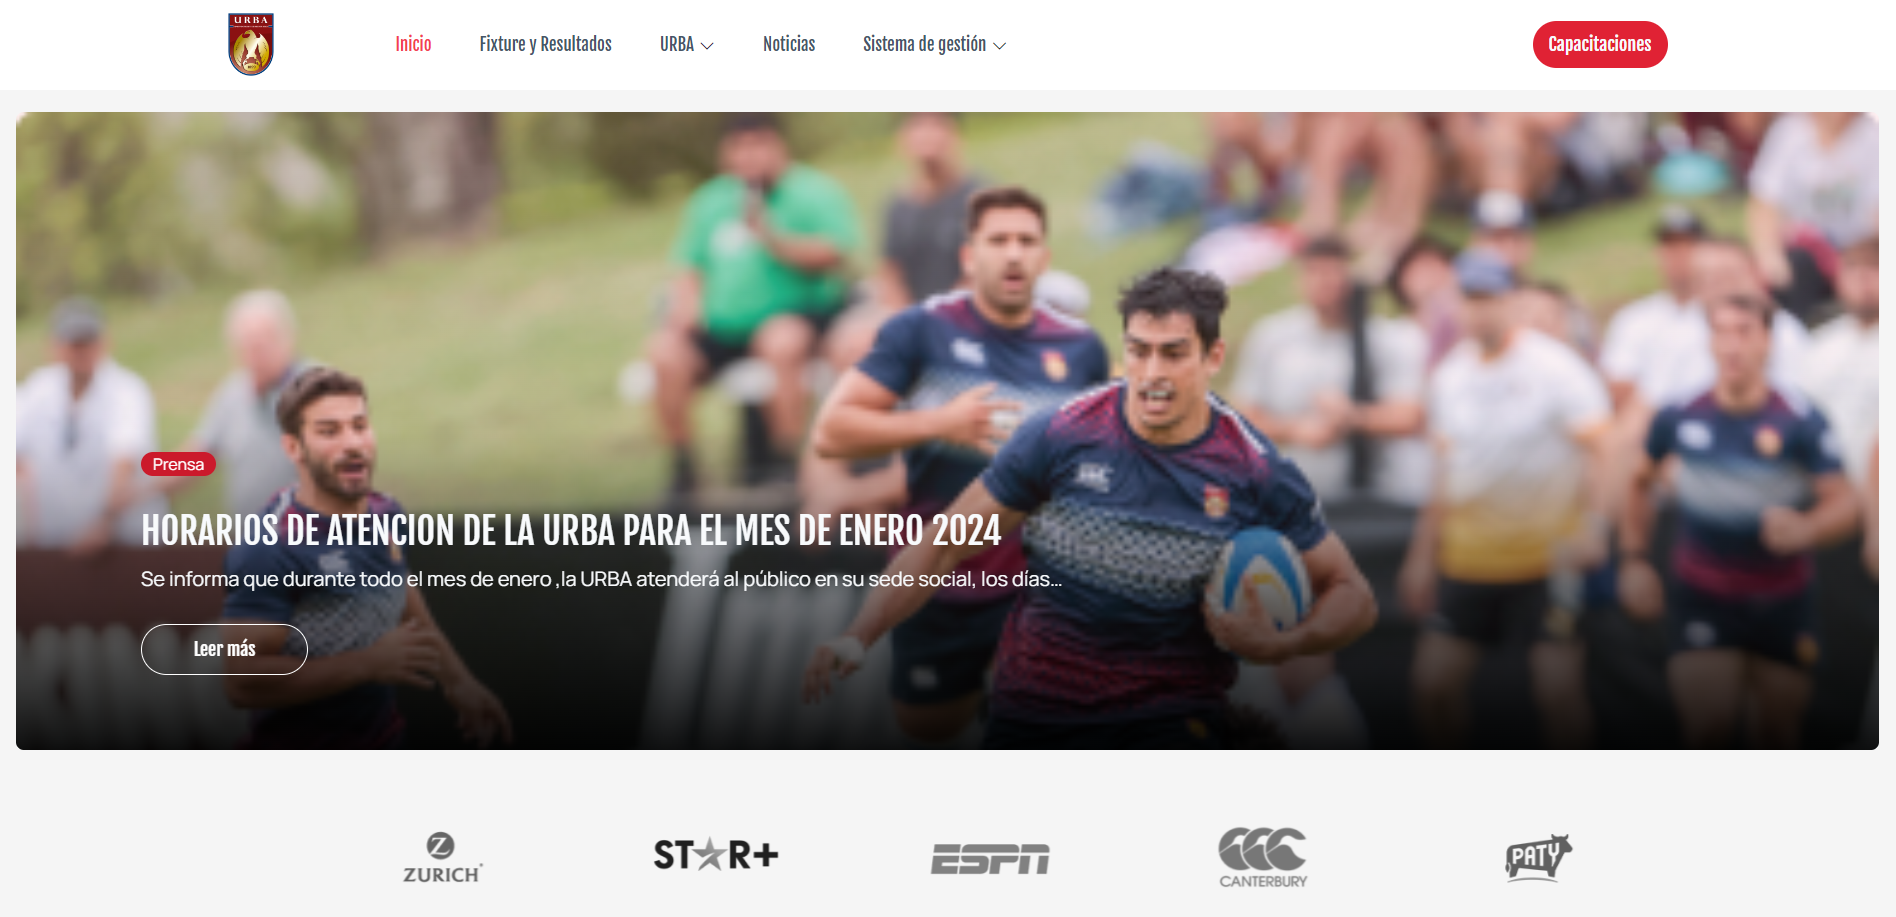 URBA
Inicio
Fixture y Resultados
URBA
Noticias
Sistema de gestión
Capacitaciones
Prensa
HORARIOS DE ATENCION DE LA URBA PARA EL MES DE ENERO 2024
Se informa que durante todo el mes de enero ,la URBA atenderá al público en su sede social, los días...
Leer más
Z
ZURICH
ST★R+
ESPN
CANTERBURY
PATY